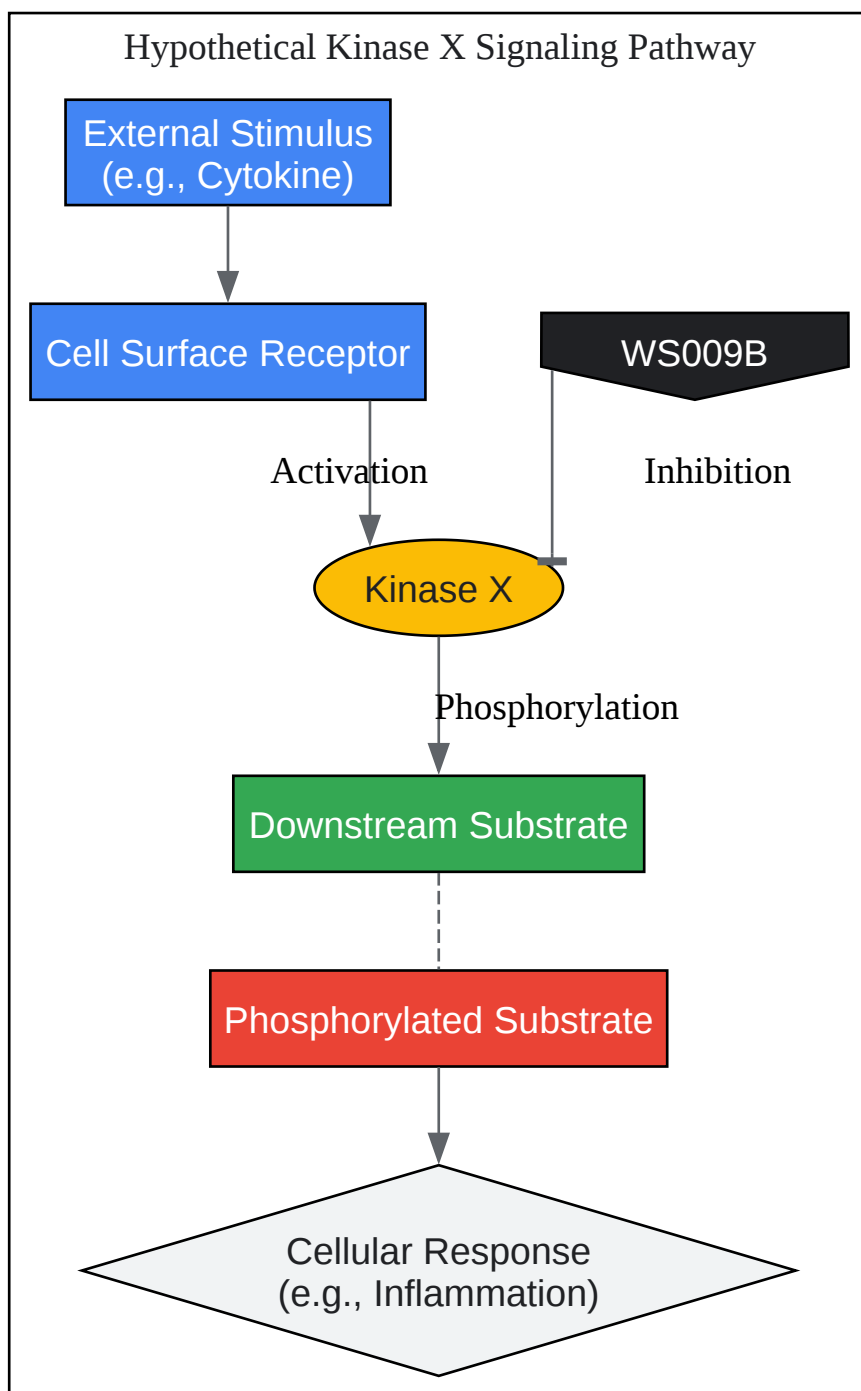 Hypothetical Kinase X Signaling Pathway
External Stimulus
(e.g., Cytokine)
Cell Surface Receptor
WS009B
Activation
Inhibition
Kinase X
Phosphorylation
Downstream Substrate
Phosphorylated Substrate
Cellular Response
(e.g., Inflammation)